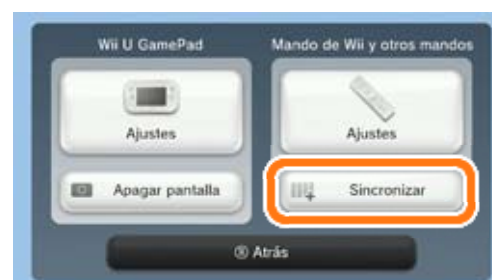 Wii U GamePad
Mando de Wii y otros mandos
Ajustes
Ajustes
Apagar pantalla
Sincronizar
Ⓑ Atrás